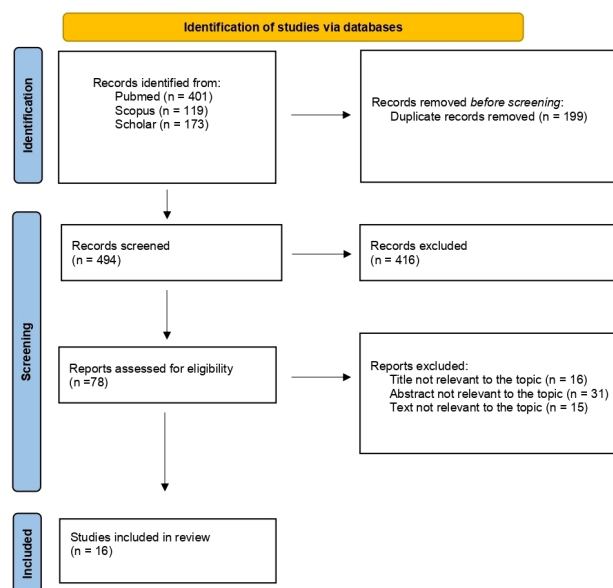 Identification of studies via databases
Identification
Records identified from:
Pubmed (n = 401)
Scopus (n = 119)
Scholar (n = 173)
Records removed before screening:
Duplicate records removed (n = 199)
Screening
Records screened
(n = 494)
Records excluded
(n = 416)
Reports assessed for eligibility
(n =78)
Reports excluded:
Title not relevant to the topic (n = 16)
Abstract not relevant to the topic (n = 31)
Text not relevant to the topic (n = 15)
Included
Studies included in review
(n = 16)